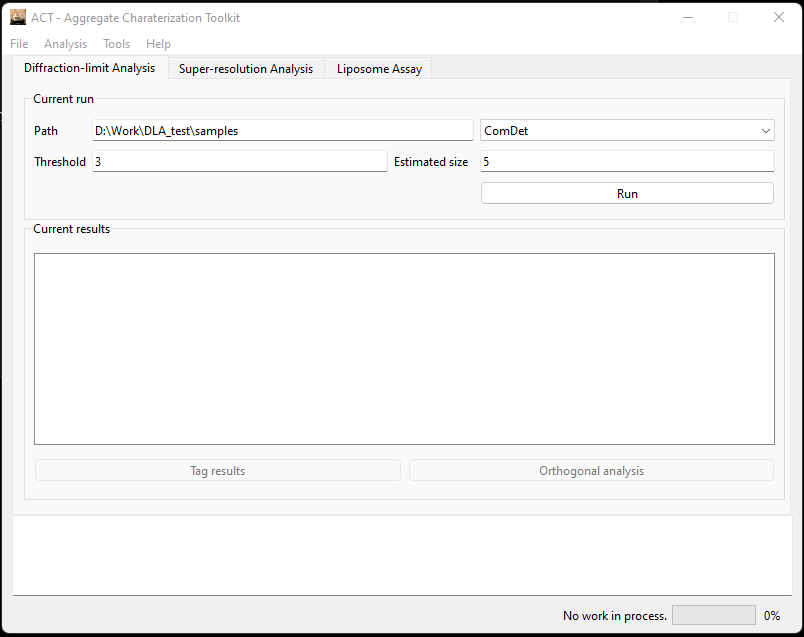 ACT - Aggregate Charaterization Toolkit
File Analysis Tools Help
Diffraction-limit Analysis Super-resolution Analysis Liposome Assay
Current run
Path D:\Work\DLA_test\samples ComDet
Threshold 3 Estimated size 5
Run
Current results
Tag results Orthogonal analysis
No work in process. 0%